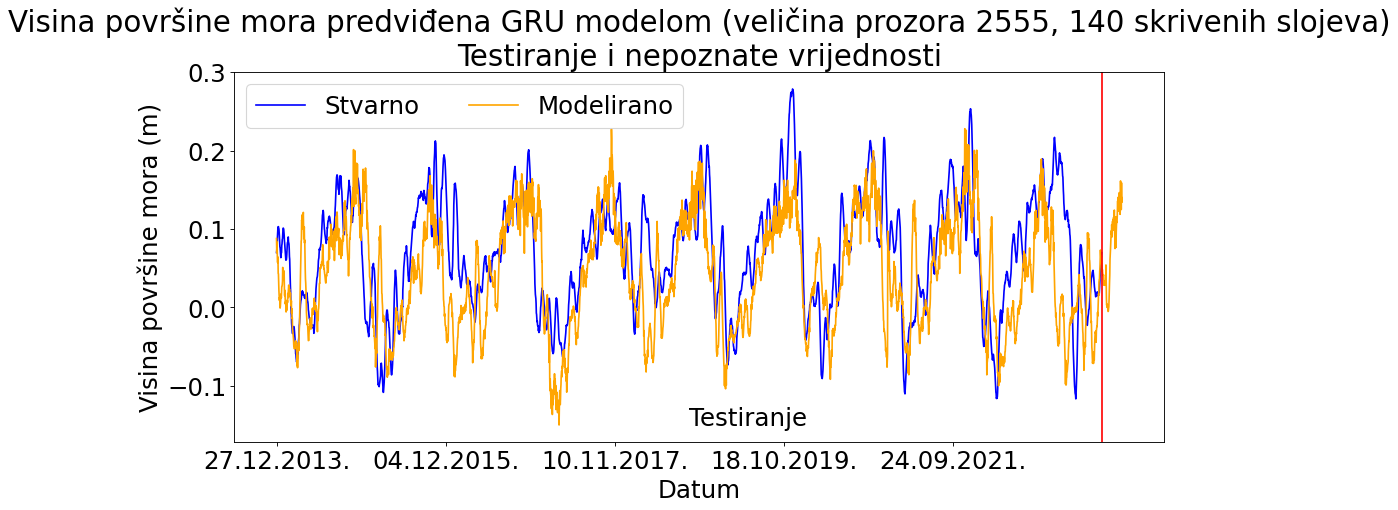 Visina površine mora predviđena GRU modelom (veličina prozora 2555, 140 skrivenih slojeva)
Testiranje i nepoznate vrijednosti
Stvarno
Modelirano
Visina površine mora (m)
0.3
0.2
0.1
0.0
−0.1
Testiranje
27.12.2013.
04.12.2015.
10.11.2017.
18.10.2019.
24.09.2021.
Datum